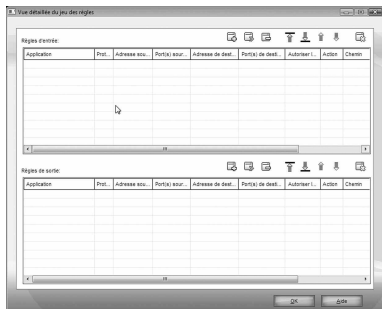 Vue détaillée du jeu des règles
Règles d'entrée:
Application Prot... Adresse sou... Port(s) sour... Adresse de dest... Port(s) de desti... Autoriser l... Action Chemin
Règles de sortie:
Application Prot... Adresse sou... Port(s) sour... Adresse de dest... Port(s) de desti... Autoriser l... Action Chemin
OK Aide